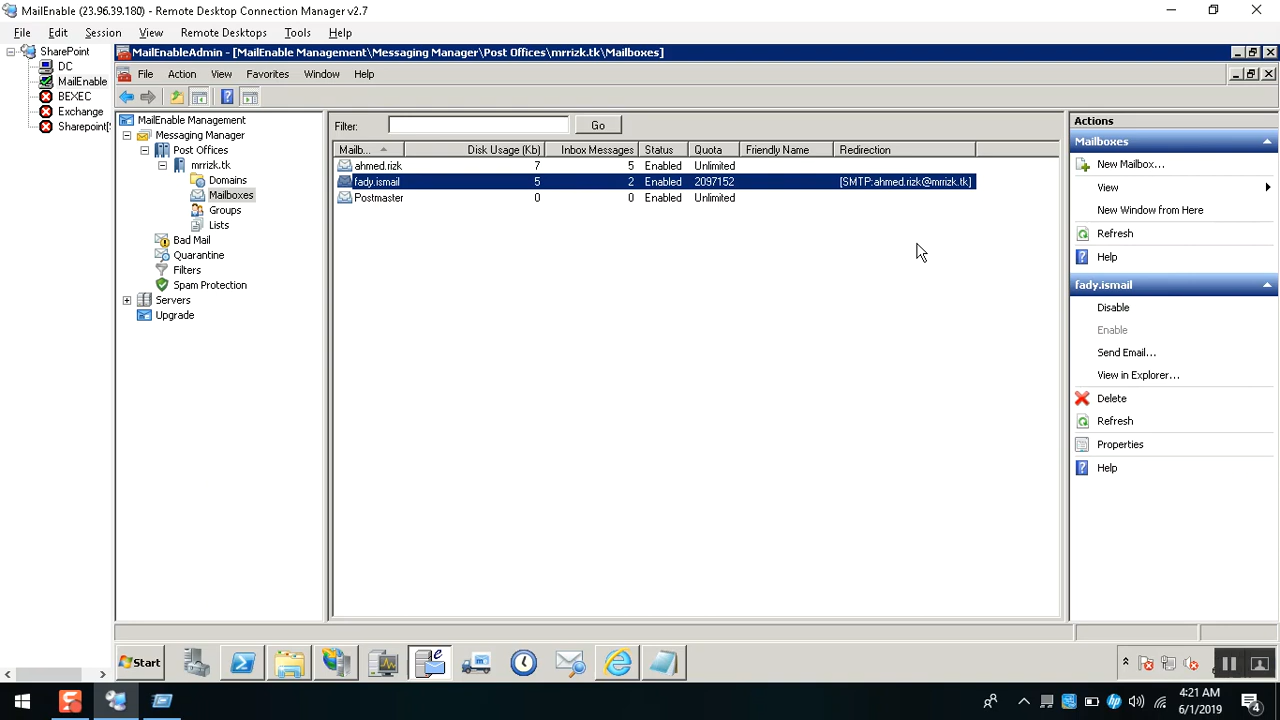 MailEnable (23.96.39.180) - Remote Desktop Connection Manager v2.7
File Edit Session View Remote Desktops Tools Help
SharePoint
DC
MailEnable
BEXEC
Exchange
Sharepoint[S
MailEnableAdmin - [MailEnable Management\Messaging Manager\Post Offices\mrrizk.tk\Mailboxes]
File Action View Favorites Window Help
MailEnable Management
Messaging Manager
Post Offices
mrrizk.tk
Domains
Mailboxes
Groups
Lists
Bad Mail
Quarantine
Filters
Spam Protection
Servers
Upgrade
Filter: Go
Mailb... Disk Usage (Kb) Inbox Messages Status Quota Friendly Name Redirection
ahmed.rizk 7 5 Enabled Unlimited
fady.ismail 5 2 Enabled 2097152 [SMTP:ahmed.rizk@mrrizk.tk]
Postmaster 0 0 Enabled Unlimited
Actions
Mailboxes
New Mailbox...
View
New Window from Here
Refresh
Help
fady.ismail
Disable
Enable
Send Email...
View in Explorer...
Delete
Refresh
Properties
Help
Start
4:21 AM
6/1/2019
4